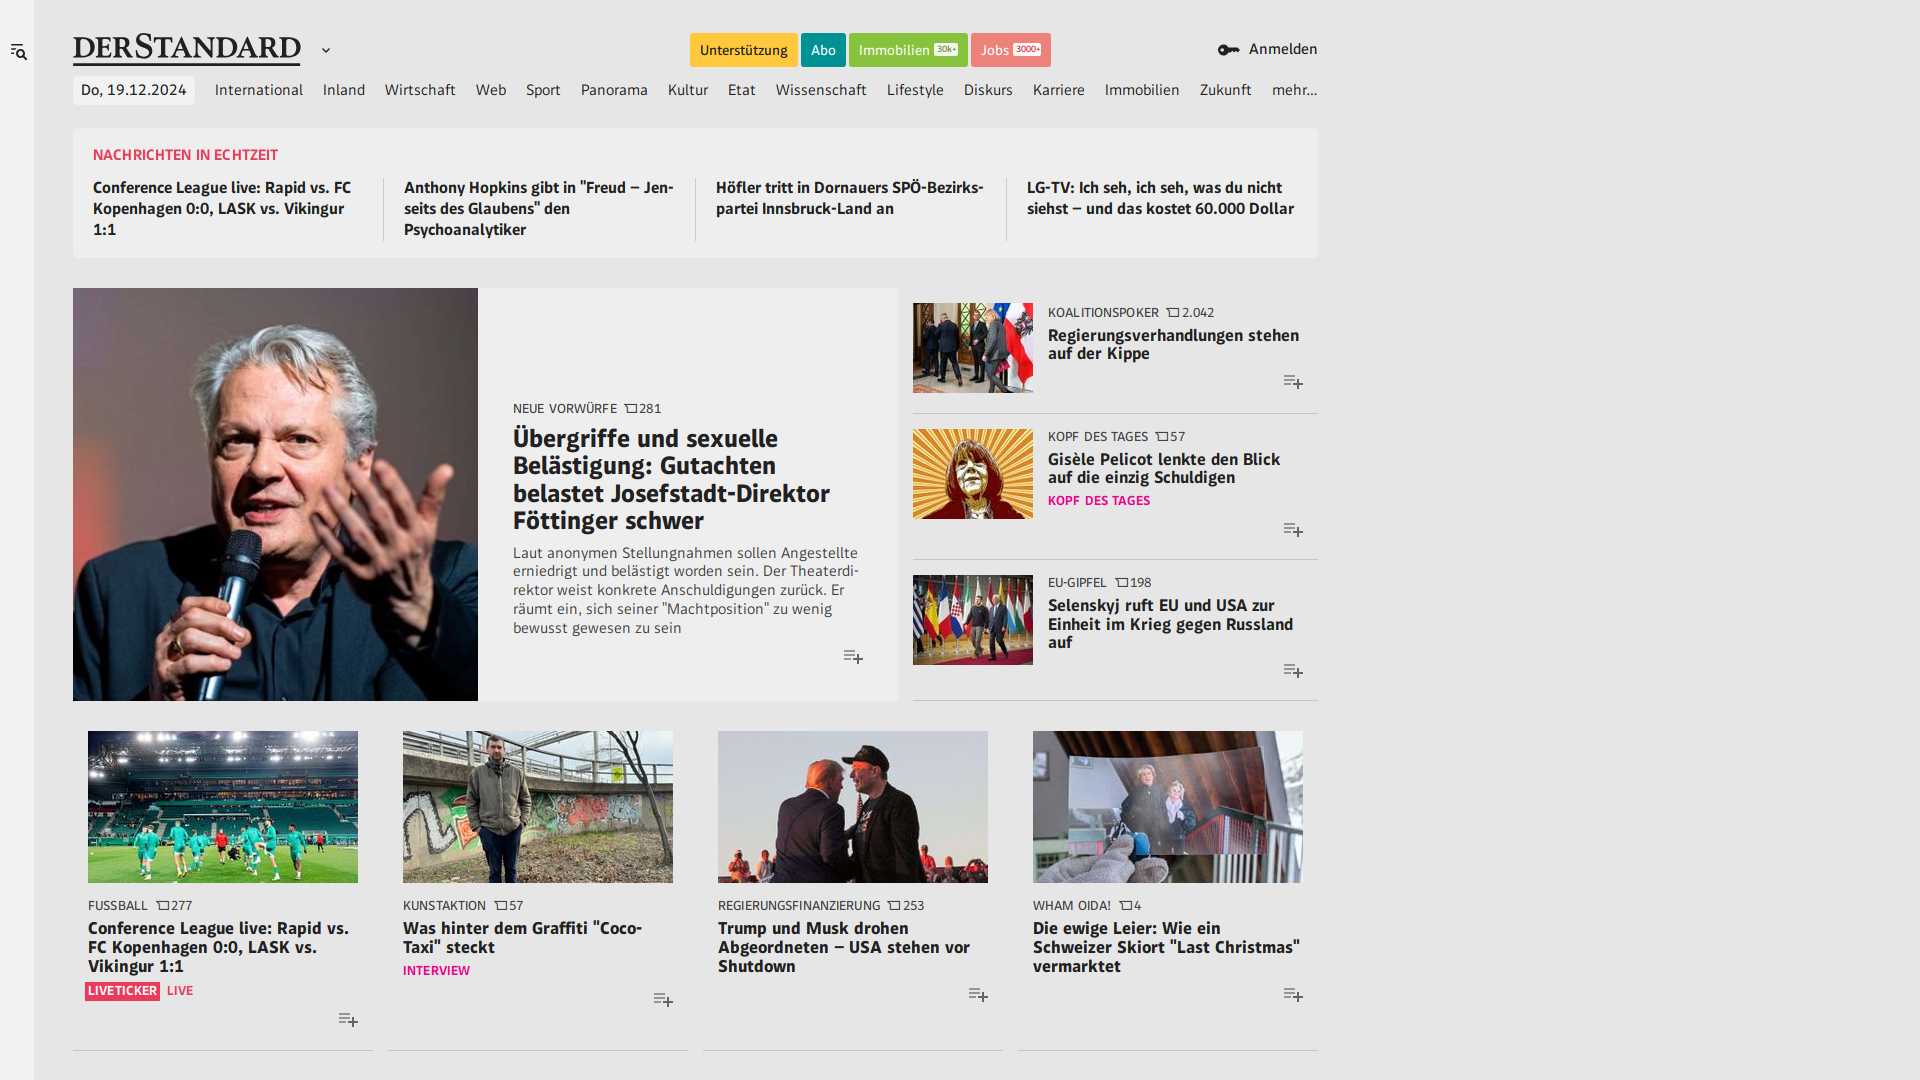 DERSTANDARD
Unterstützung Abo Immobilien 30k+ Jobs 3000+
Anmelden
Do, 19.12.2024 International Inland Wirtschaft Web Sport Panorama Kultur Etat Wissenschaft Lifestyle Diskurs Karriere Immobilien Zukunft mehr...
NACHRICHTEN IN ECHTZEIT
Conference League live: Rapid vs. FC
Kopenhagen 0:0, LASK vs. Vikingur
1:1
Anthony Hopkins gibt in "Freud – Jen-
seits des Glaubens" den
Psychoanalytiker
Höfler tritt in Dornauers SPÖ-Bezirks-
partei Innsbruck-Land an
LG-TV: Ich seh, ich seh, was du nicht
siehst – und das kostet 60.000 Dollar
NEUE VORWÜRFE 281
Übergriffe und sexuelle
Belästigung: Gutachten
belastet Josefstadt-Direktor
Föttinger schwer
Laut anonymen Stellungnahmen sollen Angestellte
erniedrigt und belästigt worden sein. Der Theaterdi-
rektor weist konkrete Anschuldigungen zurück. Er
räumt ein, sich seiner "Machtposition" zu wenig
bewusst gewesen zu sein
KOALITIONSPOKER 2.042
Regierungsverhandlungen stehen
auf der Kippe
KOPF DES TAGES 57
Gisèle Pelicot lenkte den Blick
auf die einzig Schuldigen
KOPF DES TAGES
EU-GIPFEL 198
Selenskyj ruft EU und USA zur
Einheit im Krieg gegen Russland
auf
FUSSBALL 277
Conference League live: Rapid vs.
FC Kopenhagen 0:0, LASK vs.
Vikingur 1:1
LIVETICKER LIVE
KUNSTAKTION 57
Was hinter dem Graffiti "Coco-
Taxi" steckt
INTERVIEW
REGIERUNGSFINANZIERUNG 253
Trump und Musk drohen
Abgeordneten – USA stehen vor
Shutdown
WHAM OIDA! 4
Die ewige Leier: Wie ein
Schweizer Skiort "Last Christmas"
vermarktet